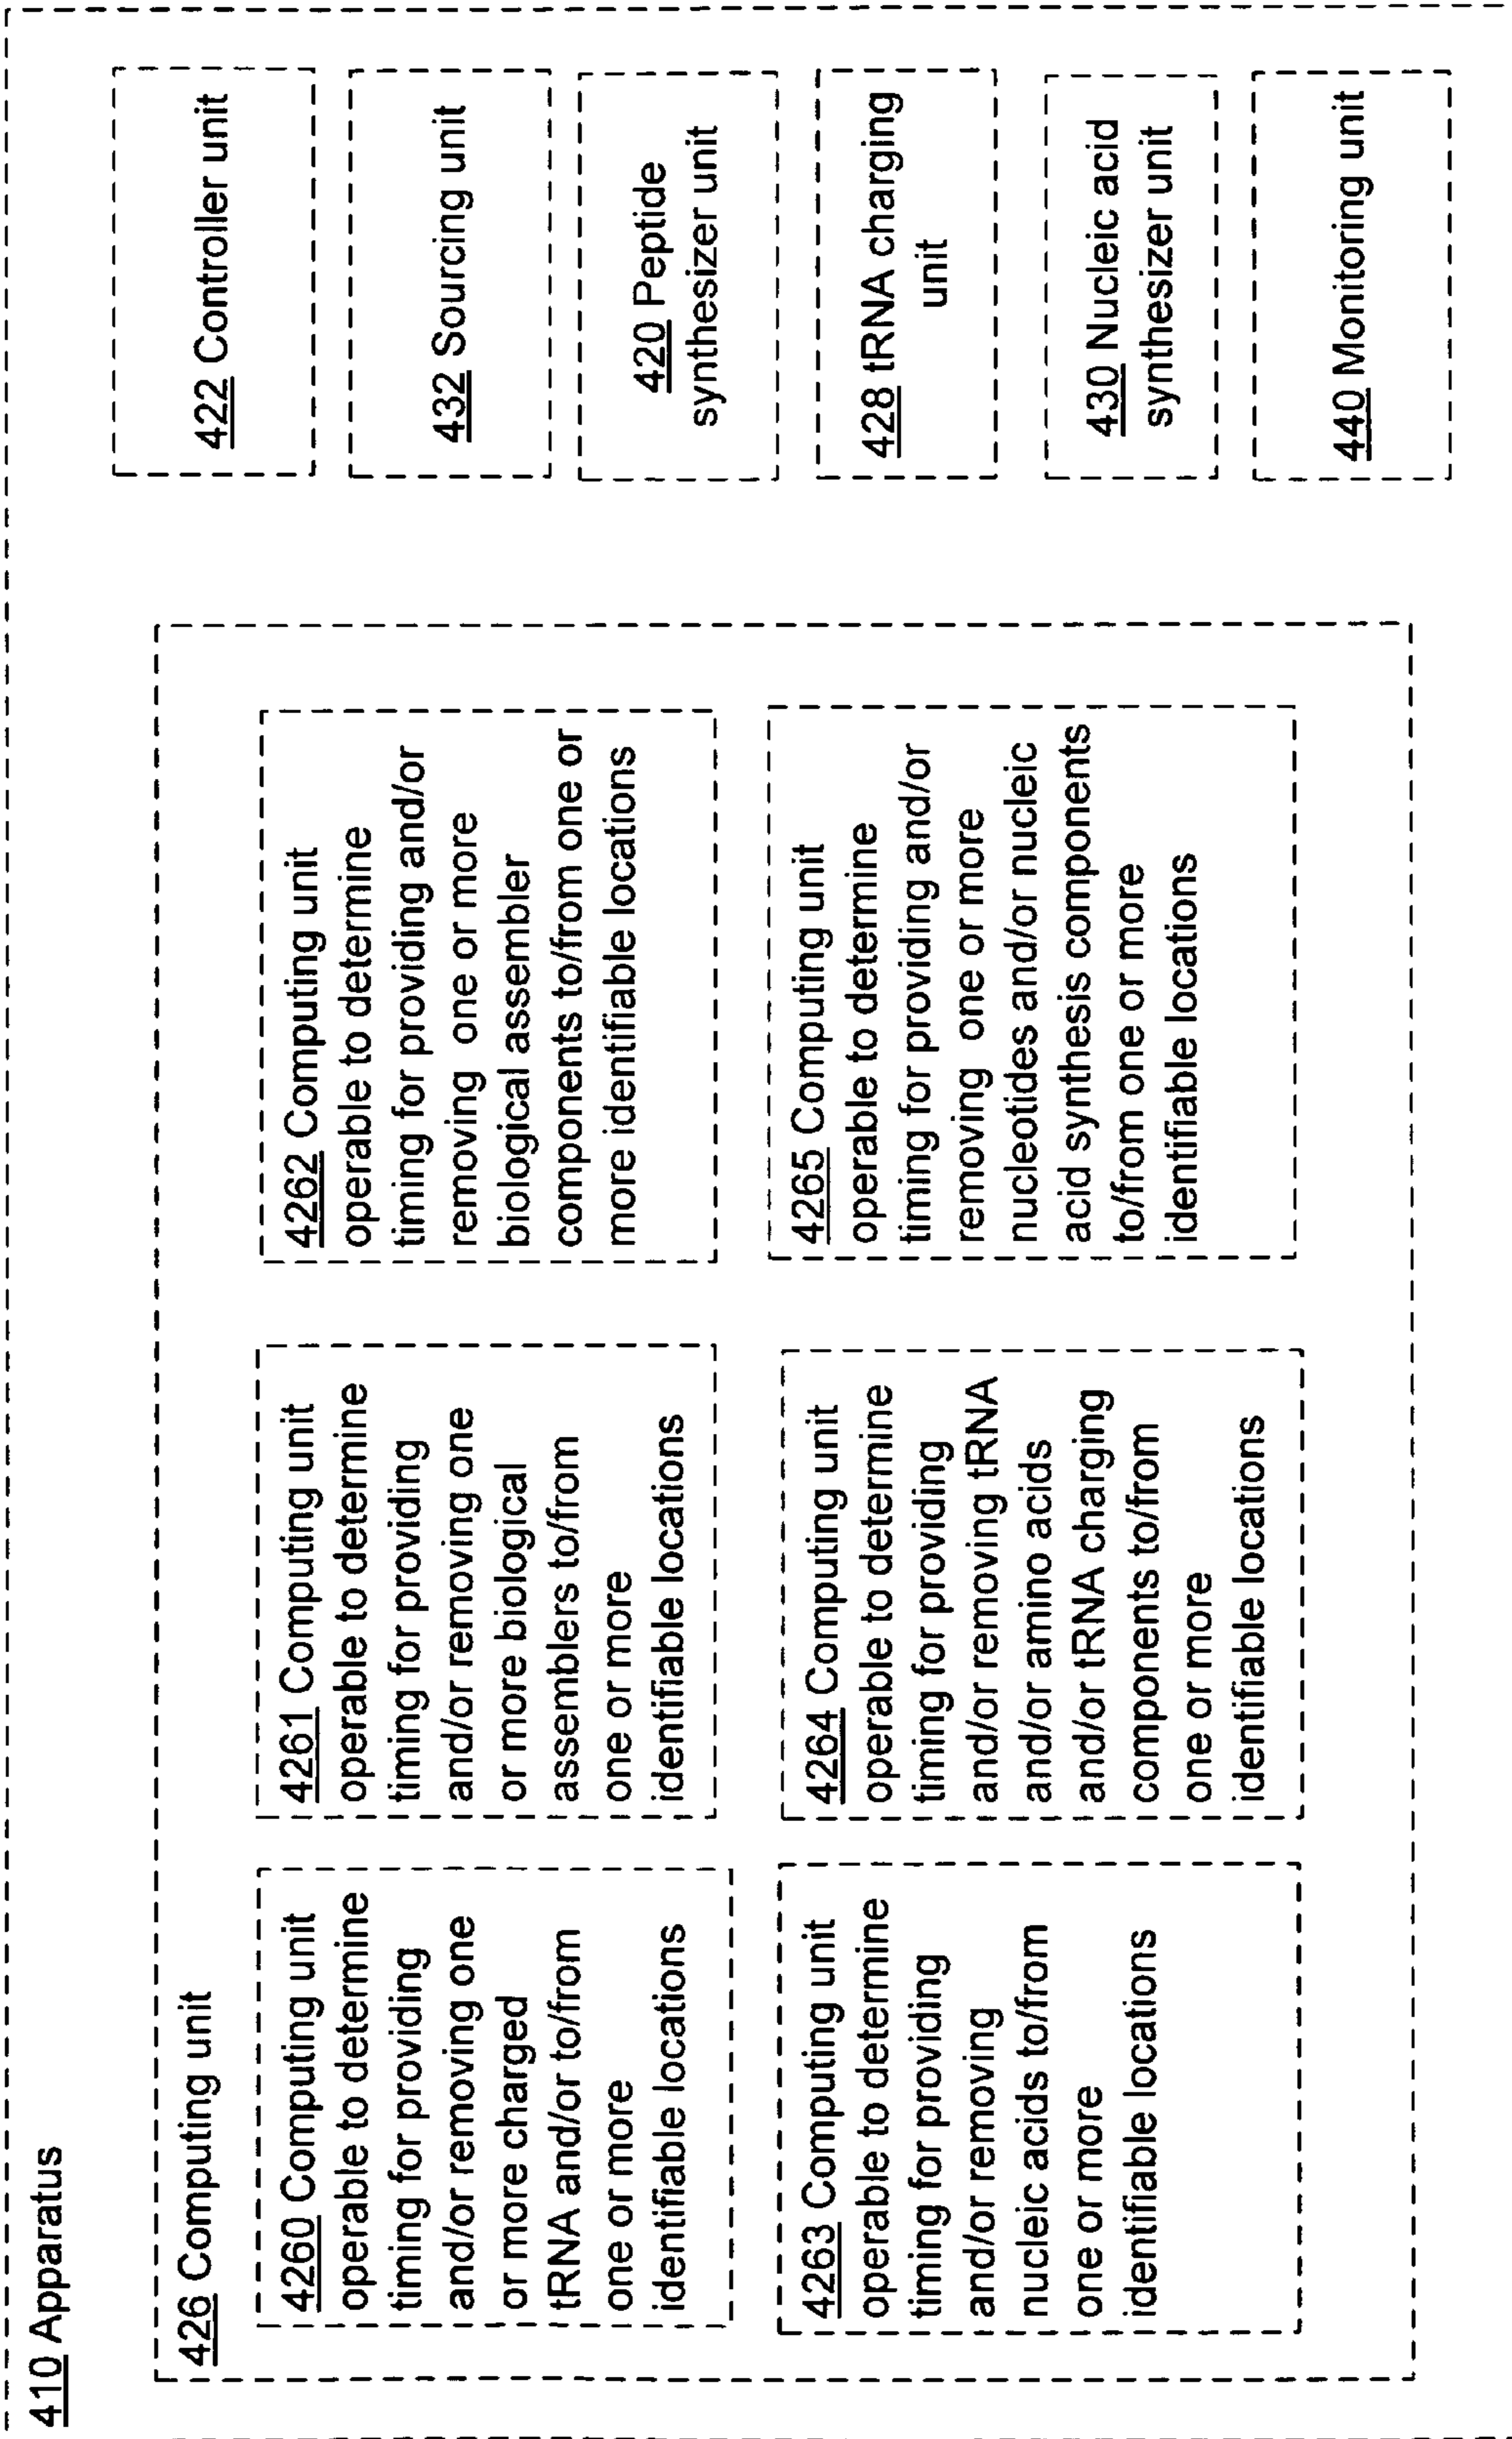 410 Apparatus
426 Computing unit
4260 Computing unit
operable to determine
timing for providing
and/or removing one
or more charged
tRNA and/or to/from
one or more
identifiable locations
4261 Computing unit
operable to determine
timing for providing
and/or removing one
or more biological
assemblers to/from
one or more
identifiable locations
4262 Computing unit
operable to determine
timing for providing and/or
removing one or more
biological assembler
components to/from one or
more identifiable locations
4263 Computing unit
operable to determine
timing for providing
and/or removing
nucleic acids to/from
one or more
identifiable locations
4264 Computing unit
operable to determine
timing for providing
and/or removing tRNA
and/or amino acids
and/or tRNA charging
components to/from
one or more
identifiable locations
4265 Computing unit
operable to determine
timing for providing and/or
removing one or more
nucleotides and/or nucleic
acid synthesis components
to/from one or more
identifiable locations
422 Controller unit
432 Sourcing unit
420 Peptide
synthesizer unit
428 tRNA charging
unit
430 Nucleic acid
synthesizer unit
440 Monitoring unit